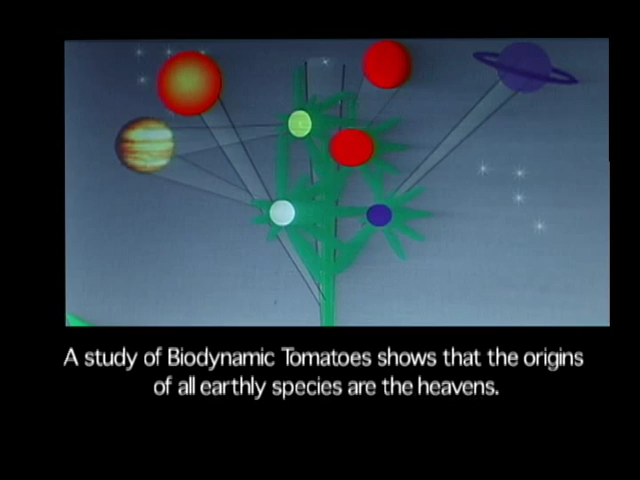 A study of Biodynamic Tomatoes shows that the origins
of all earthly species are the heavens.